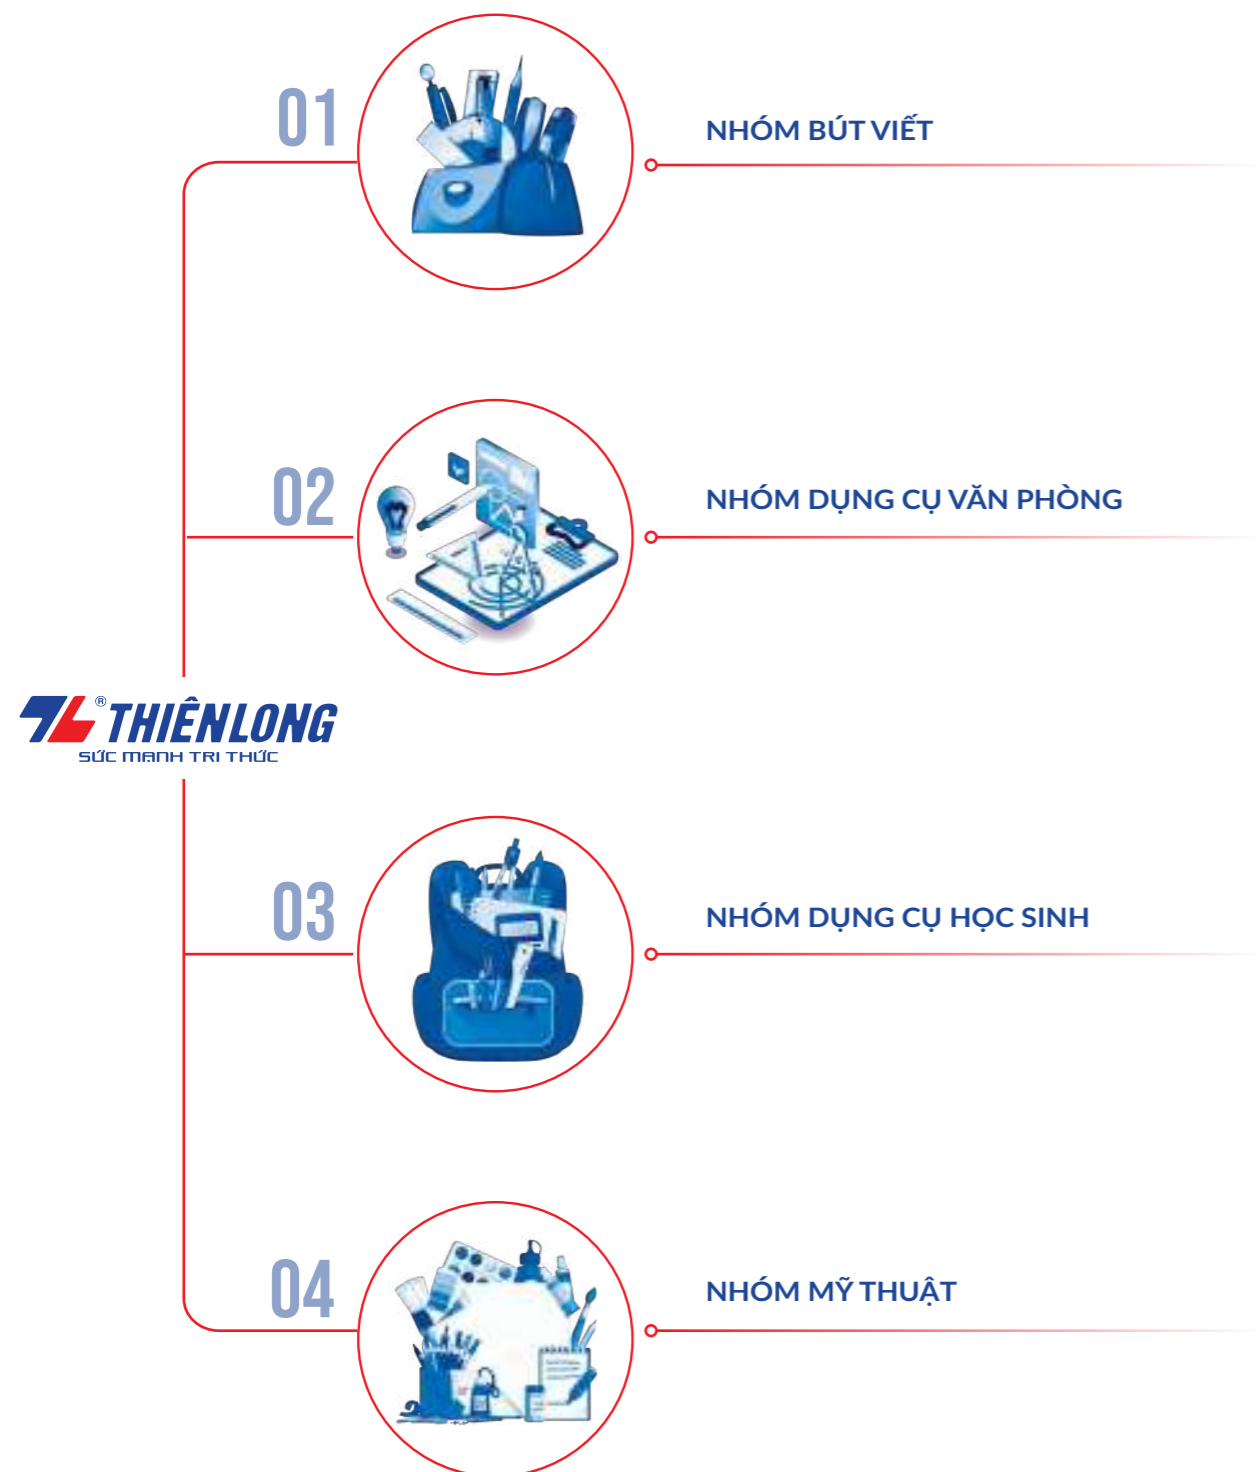 01
NHÓM BÚT VIẾT
02
NHÓM DỤNG CỤ VĂN PHÒNG
®
THIÊN LONG
SỨC MẠNH TRI THỨC
03
NHÓM DỤNG CỤ HỌC SINH
04
NHÓM MỸ THUẬT